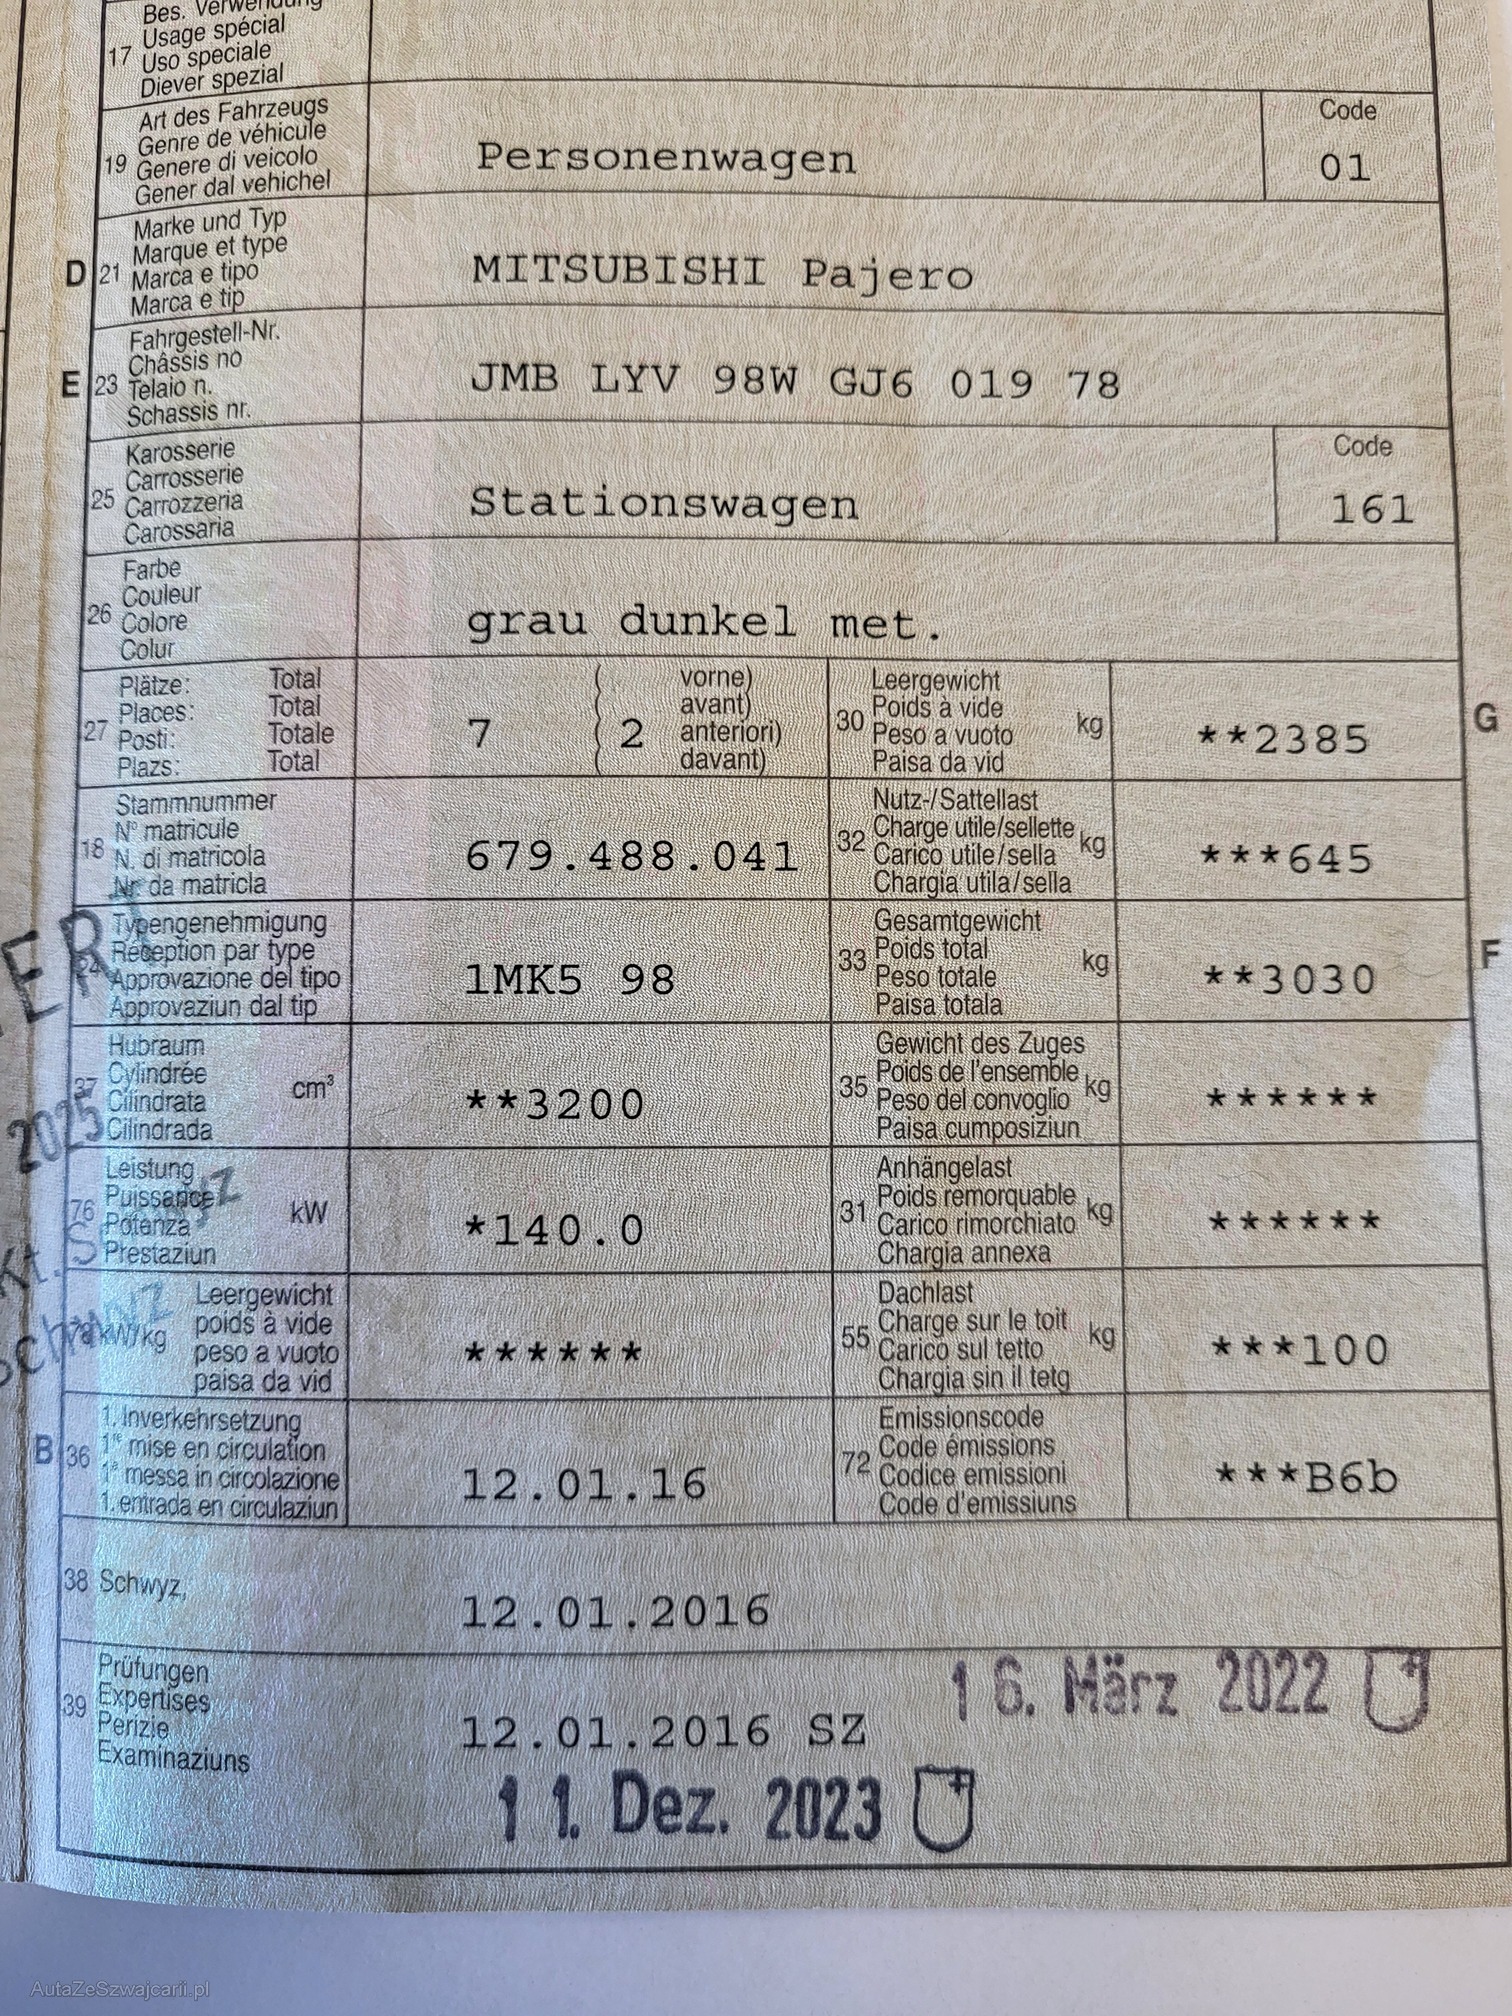 Bes. Verwendung
17 Usage spécial
Uso speciale
Diever spezial
Art des Fahrzeugs
19 Genre de véhicule
Genere di veicolo
Gener dal vehichel
Personenwagen
Code
01
Marke und Typ
D 21 Marque et type
Marca e tipo
Marca e tip
MITSUBISHI Pajero
Fahrgestell-Nr.
E 23 Châssis no
Telaio n.
Schassis nr.
JMB LYV 98W GJ6 019 78
Karosserie
25 Carrosserie
Carrozzeria
Carossaria
Stationswagen
Code
161
Farbe
26 Couleur
Colore
Colur
grau dunkel met.
27 Plätze: Total
Places: Total
Posti: Totale
Plazs: Total
7 ( 2 vorne)
avant)
anteriori)
davant)
30 Leergewicht
Poids à vide
Peso a vuoto
Paisa da vid
kg
**2385
G
18 Stammnummer
N° matricule
N. di matricola
Nr. da matricla
679.488.041
32 Nutz-/Sattellast
Charge utile/sellette
Carico utile/sella
Chargia utila/sella
kg
***645
24 Typengenehmigung
Réception par type
Approvazione del tipo
Approvaziun dal tip
1MK5 98
33 Gesamtgewicht
Poids total
Peso totale
Paisa totala
kg
**3030
F
37 Hubraum
Cylindrée
Cilindrata
Cilindrada
cm³
**3200
35 Gewicht des Zuges
Poids de l'ensemble
Peso del convoglio
Paisa cumposiziun
kg
******
76 Leistung
Puissance
Potenza
Prestaziun
kW
*140.0
31 Anhängelast
Poids remorquable
Carico rimorchiato
Chargia annexa
kg
******
kW/kg
Leergewicht
poids à vide
peso a vuoto
paisa da vid
******
55 Dachlast
Charge sur le toit
Carico sul tetto
Chargia sin il tetg
kg
***100
B 36 1. Inverkehrsetzung
1re mise en circulation
1a messa in circolazione
1. entrada en circulaziun
12.01.16
72 Emissionscode
Code émissions
Codice emissioni
Code d'emissiuns
***B6b
38 Schwyz,
12.01.2016
39 Prüfungen
Expertises
Perizie
Examinaziuns
12.01.2016 SZ
16. März 2022
11. Dez. 2023
2025
Kt. Schwyz
Schwyz
AutaZeSzwajcarii.pl